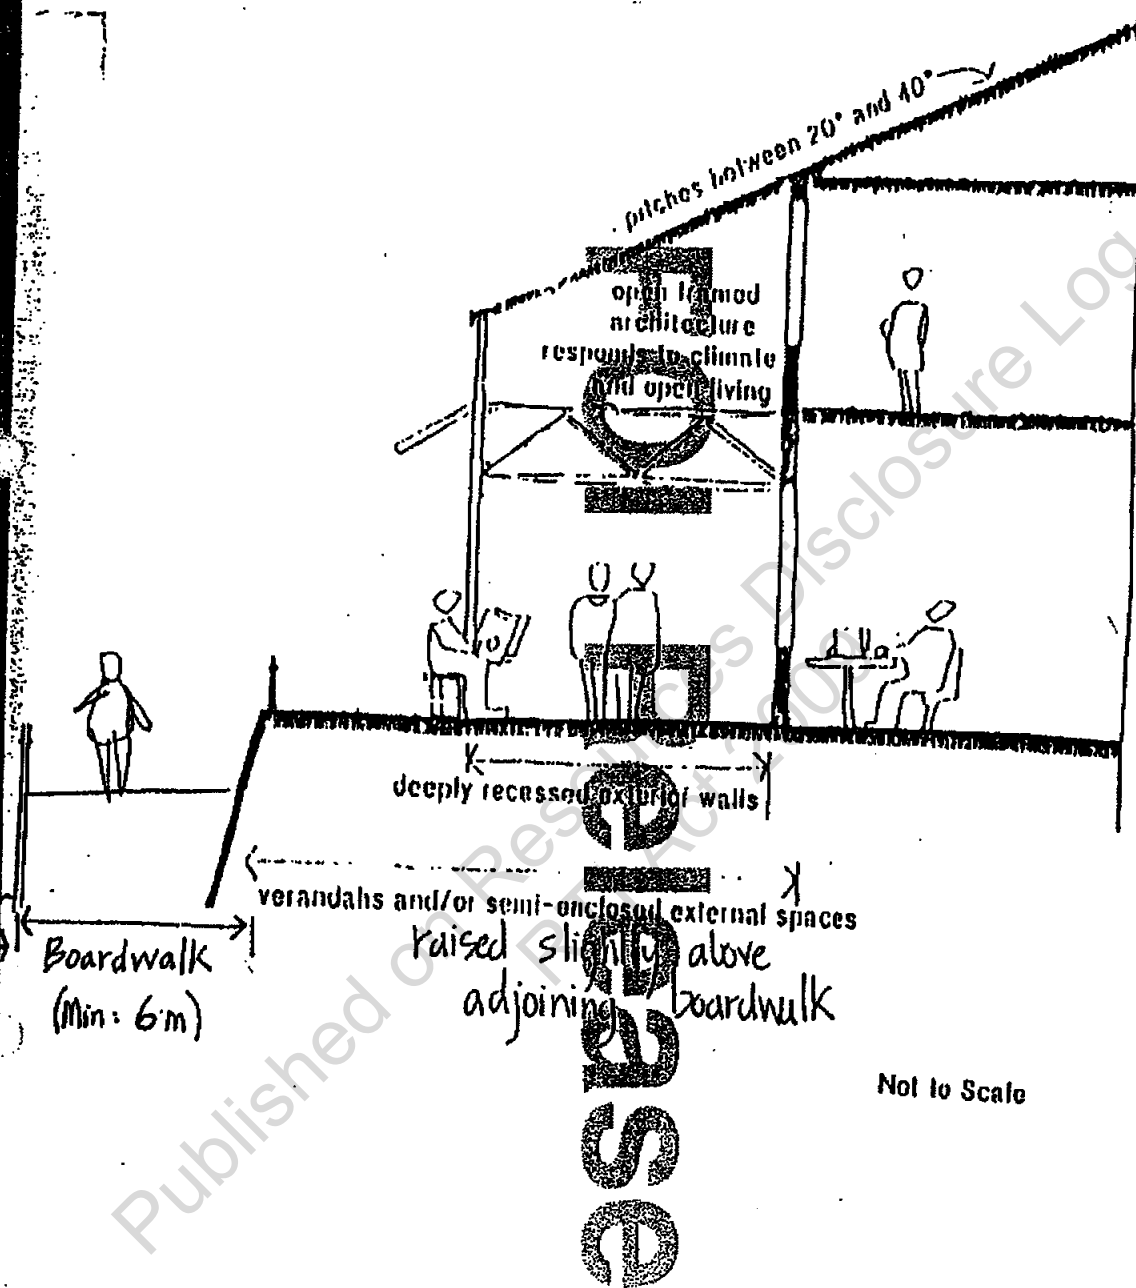 pitches between 20° and 40°
open framed
architecture
responds to climate
and open living
deeply recessed exterior walls
verandahs and/or semi-enclosed external spaces
raised slightly above
adjoining boardwalk
Boardwalk
(Min: 6m)
Not to Scale
For Release
Published on Resources Disclosure Log
RTI Act 2009